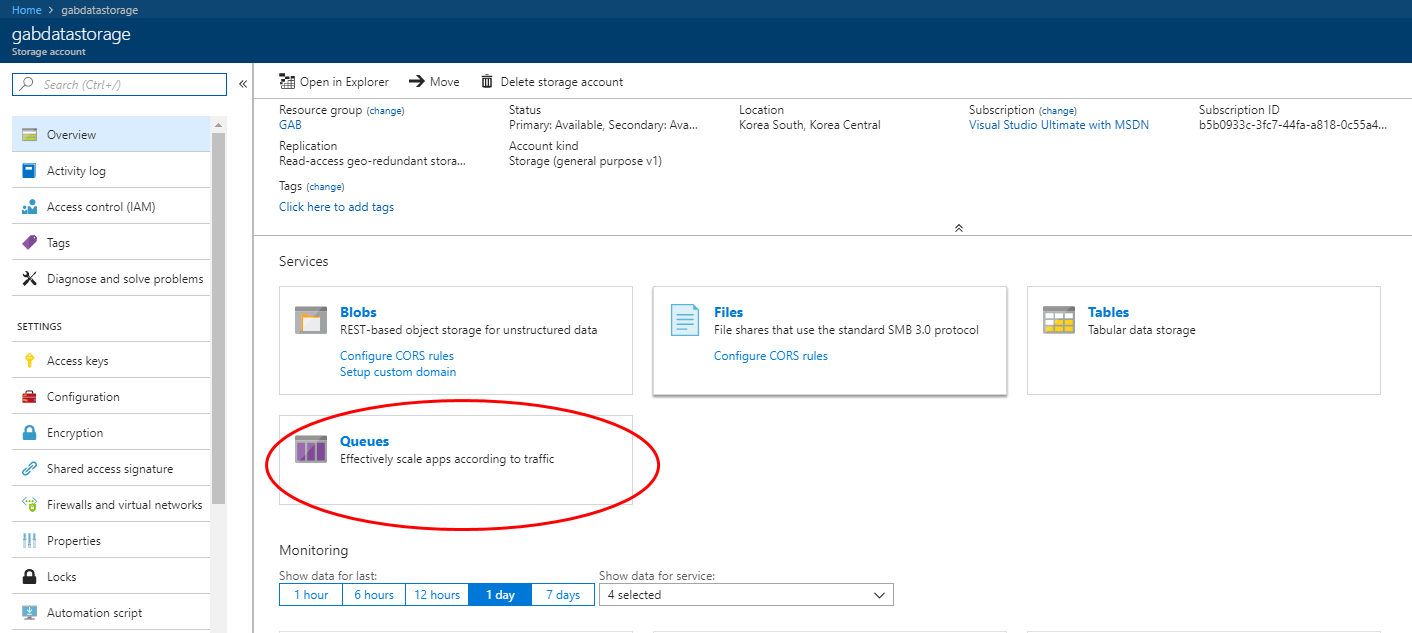 Home > gabdatastorage
gabdatastorage
Storage account
Search (Ctrl+/)
«
Overview
Activity log
Access control (IAM)
Tags
Diagnose and solve problems
SETTINGS
Access keys
Configuration
Encryption
Shared access signature
Firewalls and virtual networks
Properties
Locks
Automation script
Open in Explorer
Move
Delete storage account
Resource group (change)
GAB
Status
Primary: Available, Secondary: Ava...
Location
Korea South, Korea Central
Subscription (change)
Visual Studio Ultimate with MSDN
Subscription ID
b5b0933c-3fc7-44fa-a818-0c55a4...
Replication
Read-access geo-redundant stora...
Account kind
Storage (general purpose v1)
Tags (change)
Click here to add tags
Services
Blobs
REST-based object storage for unstructured data
Configure CORS rules
Setup custom domain
Files
File shares that use the standard SMB 3.0 protocol
Configure CORS rules
Tables
Tabular data storage
Queues
Effectively scale apps according to traffic
Monitoring
Show data for last:
1 hour
6 hours
12 hours
1 day
7 days
Show data for service:
4 selected